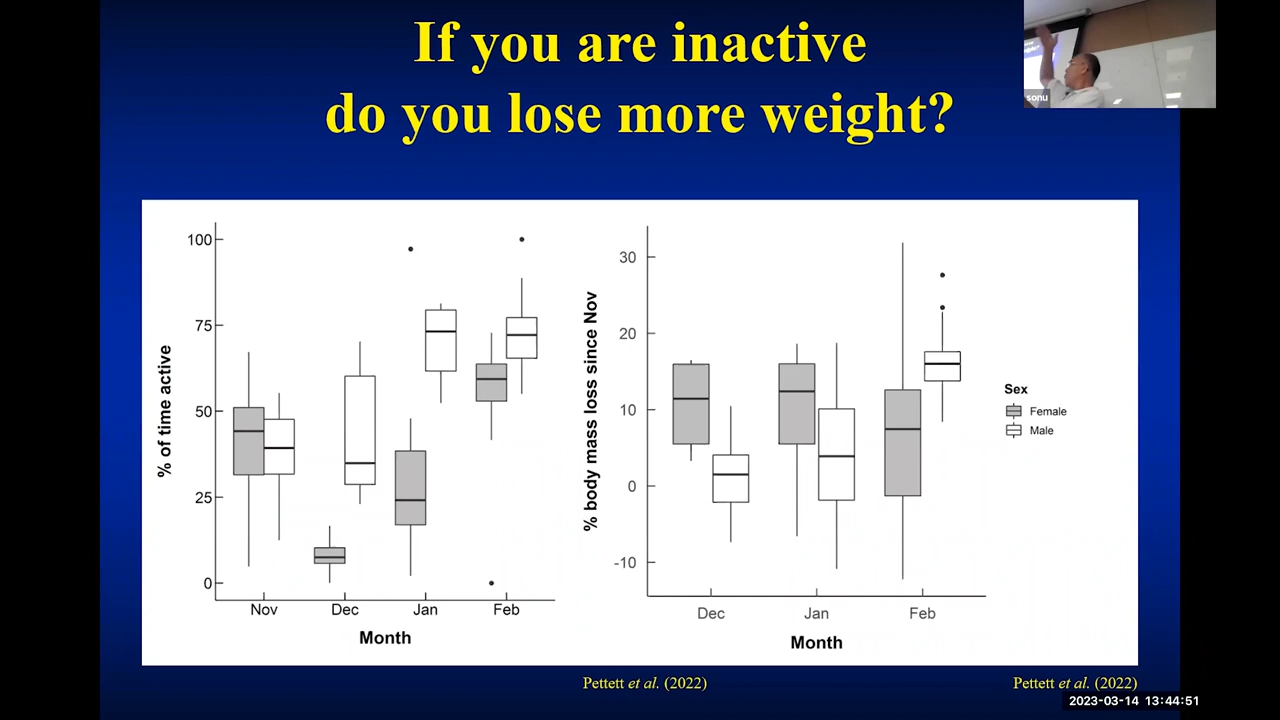 If you are inactive
do you lose more weight?
sonu
100
75
50
25
0
% of time active
Nov Dec Jan Feb
Month
30
20
10
0
-10
% body mass loss since Nov
Dec Jan Feb
Month
Sex
Female
Male
Pettett et al. (2022)
Pettett et al. (2022)
2023-03-14 13:44:51